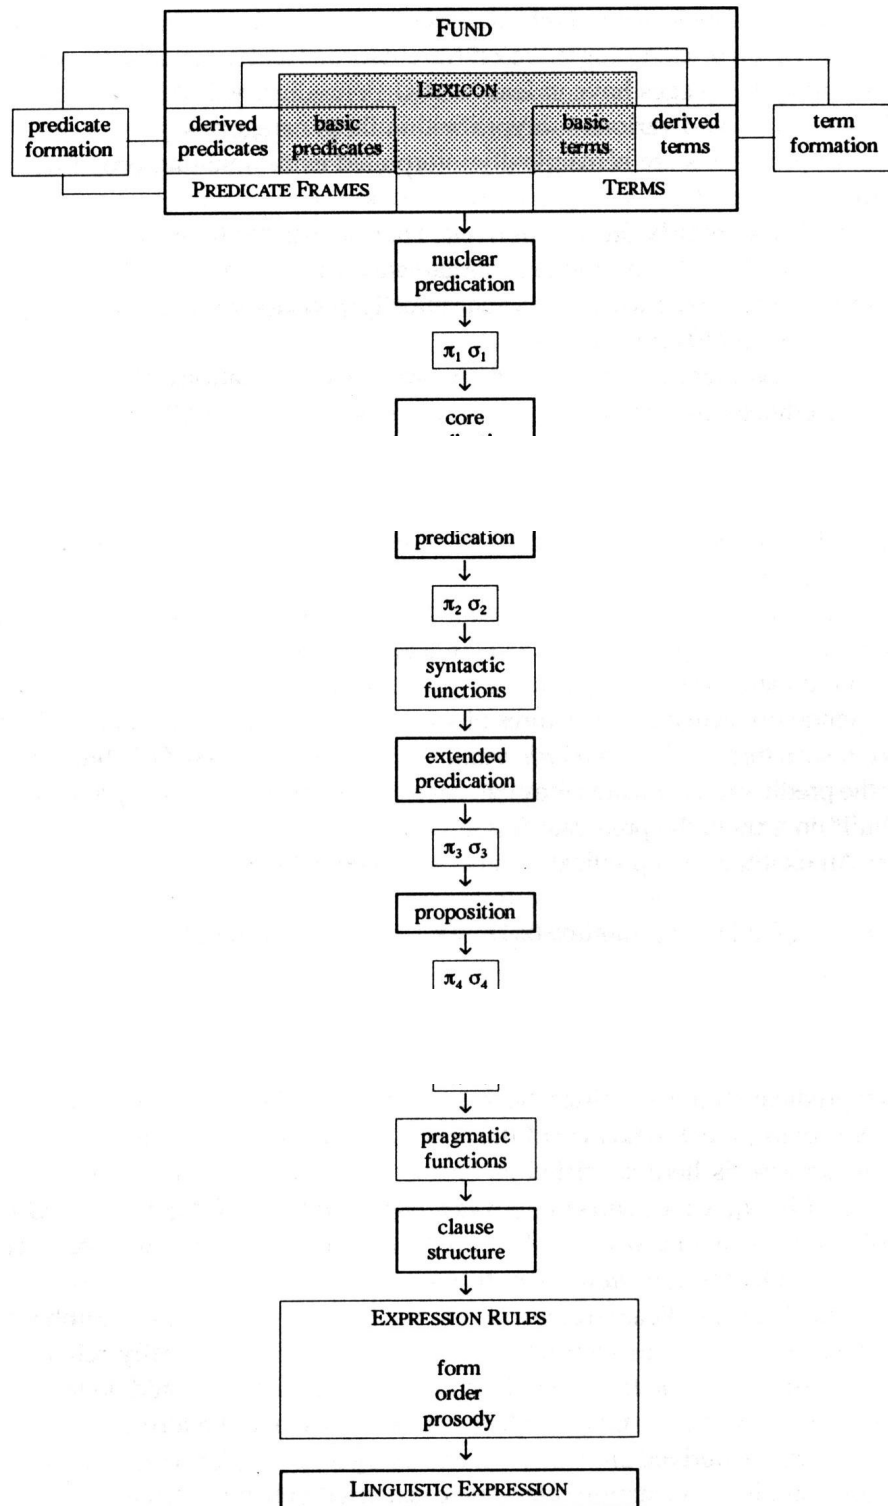 FUND
LEXICON
predicate formation
derived predicates
basic predicates
basic terms
derived terms
term formation
PREDICATE FRAMES
TERMS
nuclear
predication
π1 σ1
core
predication
π2 σ2
syntactic
functions
extended
predication
π3 σ3
proposition
π4 σ4
pragmatic
functions
clause
structure
EXPRESSION RULES
form
order
prosody
LINGUISTIC EXPRESSION